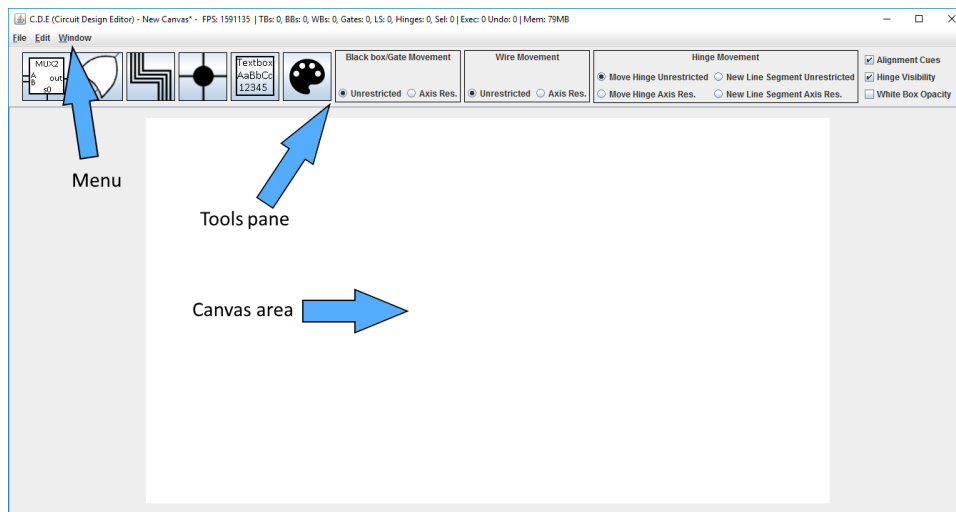 C.D.E (Circuit Design Editor) - New Canvas* - FPS: 1591135 | TBs: 0, BBs: 0, WBs: 0, Gates: 0, LS: 0, Hinges: 0, Sel: 0 | Exec: 0 Undo: 0 | Mem: 79MB
File Edit Window
MUX2
A
B
out
s0
Textbox
AaBbCc
12345
Black box/Gate Movement
Unrestricted Axis Res.
Wire Movement
Unrestricted Axis Res.
Hinge Movement
Move Hinge Unrestricted New Line Segment Unrestricted
Move Hinge Axis Res. New Line Segment Axis Res.
Alignment Cues
Hinge Visibility
White Box Opacity
Menu
Tools pane
Canvas area